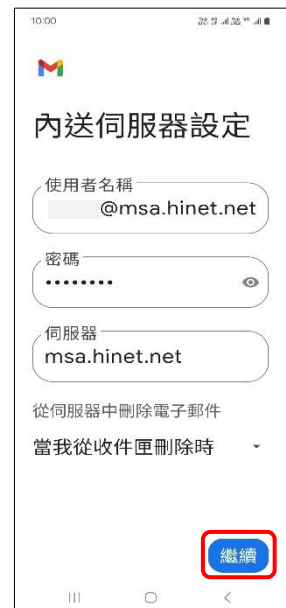 10:00
內送伺服器設定
使用者名稱
@msa.hinet.net
密碼
••••••••
伺服器
msa.hinet.net
從伺服器中刪除電子郵件
當我從收件匣刪除時
繼續